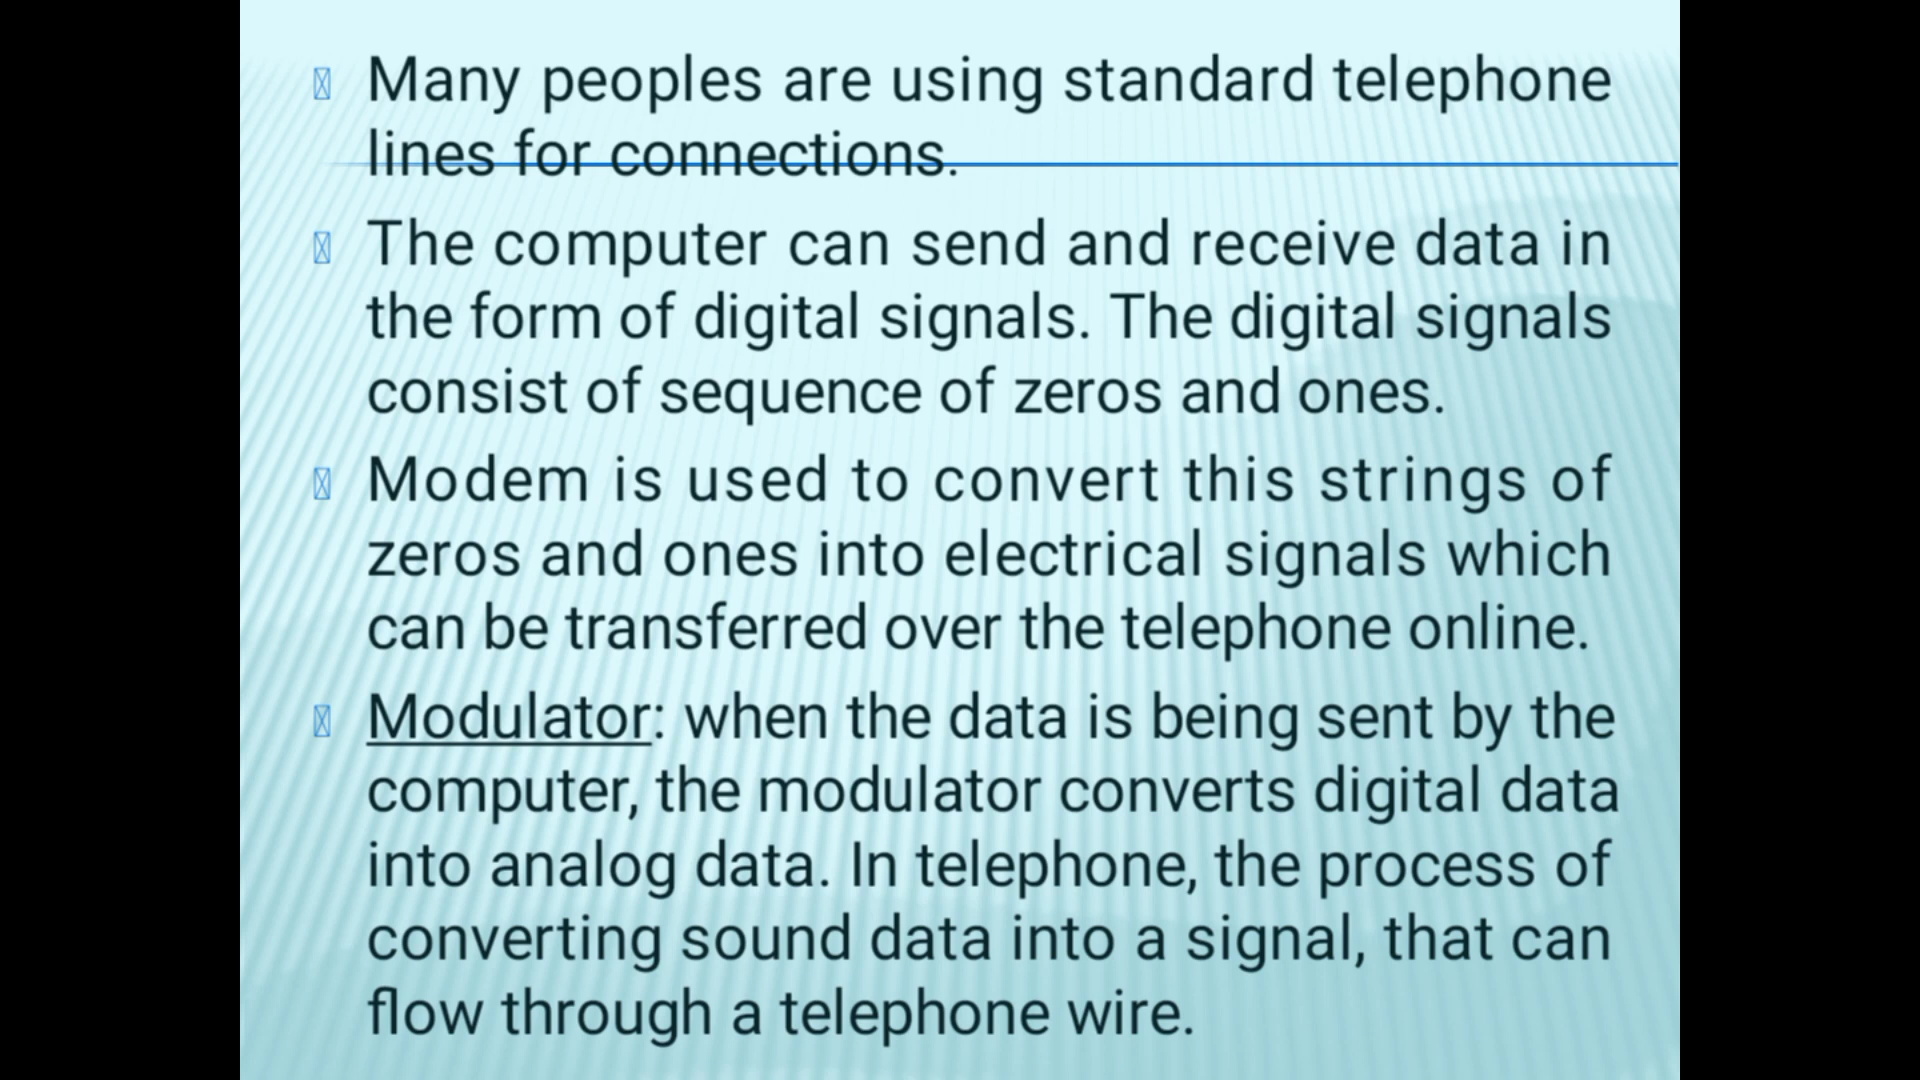 Many peoples are using standard telephone
lines for connections.
The computer can send and receive data in
the form of digital signals. The digital signals
consist of sequence of zeros and ones.
Modem is used to convert this strings of
zeros and ones into electrical signals which
can be transferred over the telephone online.
Modulator: when the data is being sent by the
computer, the modulator converts digital data
into analog data. In telephone, the process of
converting sound data into a signal, that can
flow through a telephone wire.